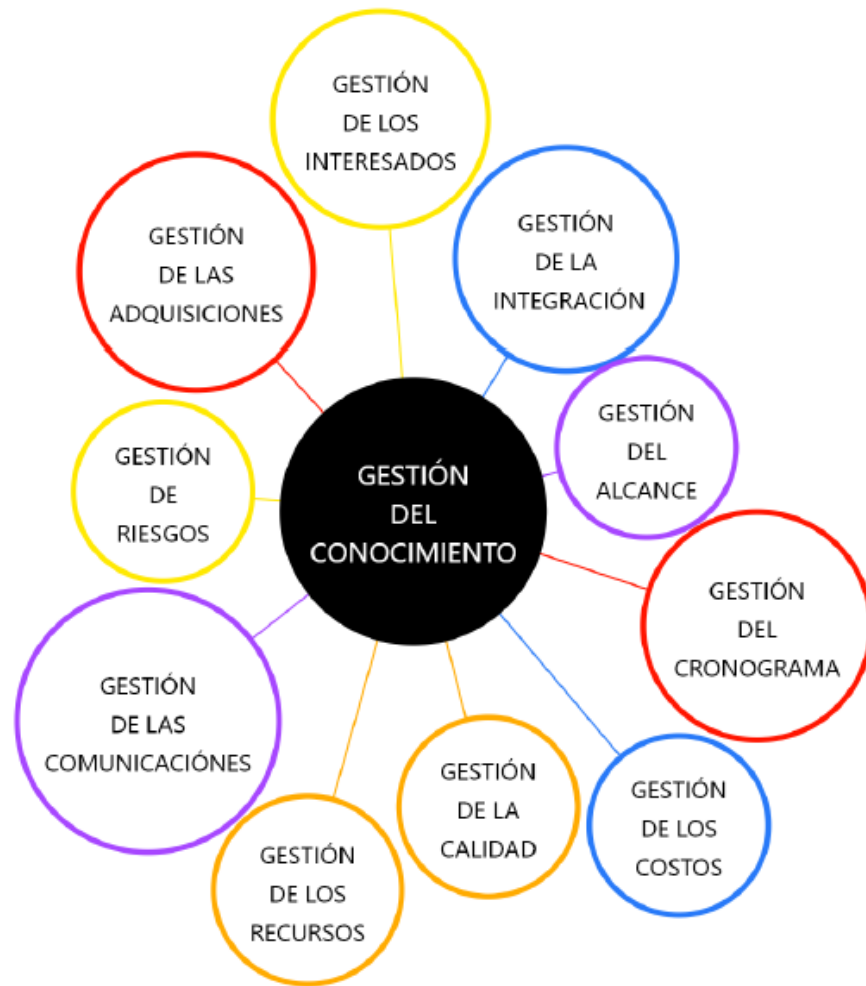 GESTIÓN
DE LOS
INTERESADOS
GESTIÓN
DE LA
INTEGRACIÓN
GESTIÓN
DEL
ALCANCE
GESTIÓN
DEL
CRONOGRAMA
GESTIÓN
DE LOS
COSTOS
GESTIÓN
DE LA
CALIDAD
GESTIÓN
DE LOS
RECURSOS
GESTIÓN
DE LAS
COMUNICACIÓNES
GESTIÓN
DE
RIESGOS
GESTIÓN
DE LAS
ADQUISICIONES
GESTIÓN
DEL
CONOCIMIENTO